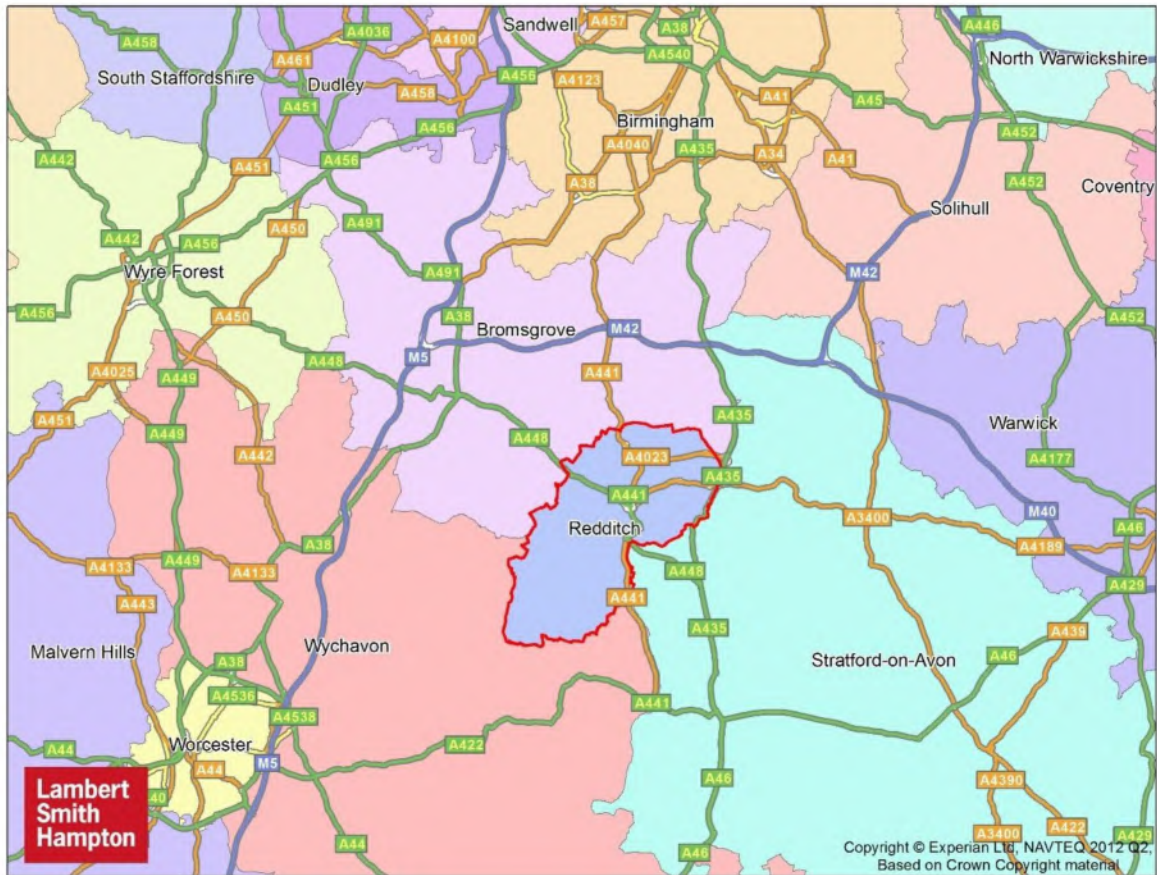 Sandwell
A457
A38
A446
A458
A4036
A4100
A4540
North Warwickshire
A461
South Staffordshire
Dudley
A456
A4123
A451
A458
A41
A45
A456
Birmingham
A452
A442
A451
A456
A4040
A435
A34
A41
A38
A452
Coventry
A491
Solihull
A442
A456
A450
Wyre Forest
A491
M42
A456
A450
A38
Bromsgrove
M42
A452
A448
M5
A4025
A449
A441
A451
A449
A448
A435
Warwick
A442
A4023
A4177
A435
A441
M40
Redditch
A3400
A46
A38
A4189
A449
A4133
A4133
A448
A429
A443
A441
A435
A439
Malvern Hills
Wychavon
A38
Stratford-on-Avon
A46
A4536
A441
A4538
Worcester
A422
A44
M5
A44
A46
A4390
Lambert
Smith
Hampton
40
A44
A3400
A422
A429
A46
Copyright © Experian Ltd, NAVTEQ 2012 Q2,
Based on Crown Copyright material